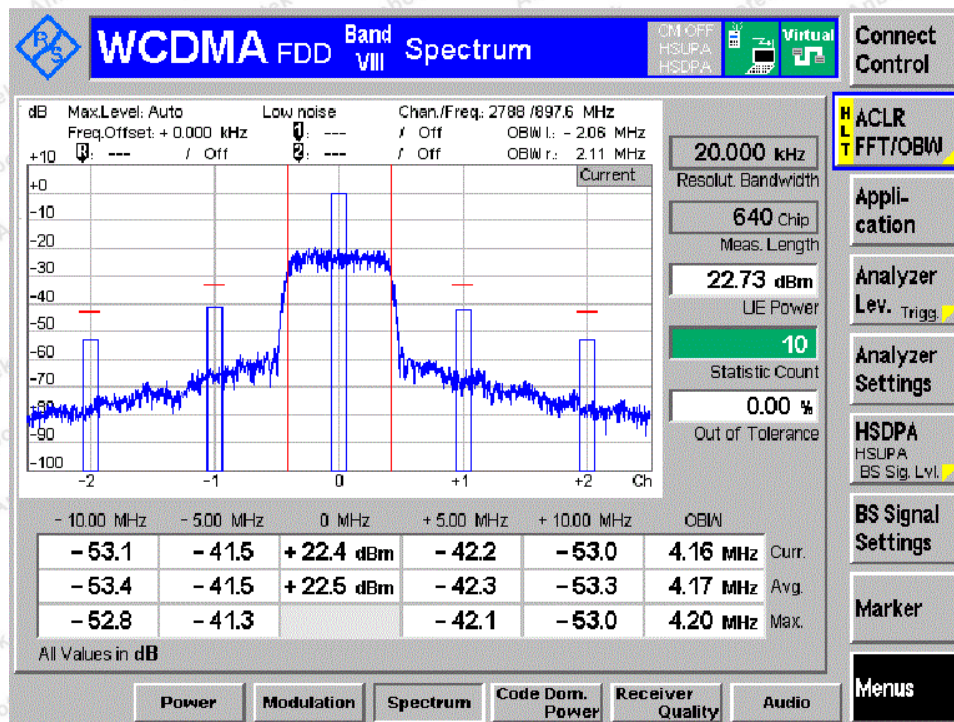 R&S
WCDMA FDD Band VIII Spectrum
CM OFF
HSUPA
HSDPA
Virtual
Connect
Control
dB Max.Level: Auto Low noise Chan./Freq.: 2788 /897.6 MHz
Freq.Offset: + 0.000 kHz 1: --- / Off OBW l.: - 2.06 MHz
R: --- / Off 2: --- / Off OBW r.: 2.11 MHz
Current
+10
+0
-10
-20
-30
-40
-50
-60
-70
-80
-90
-100
-2 -1 0 +1 +2 Ch
20.000 kHz
Resolut. Bandwidth
640 Chip
Meas. Length
22.73 dBm
UE Power
10
Statistic Count
0.00 %
Out of Tolerance
HLT
ACLR
FFT/OBW
Appli-
cation
Analyzer
Lev. Trigg.
Analyzer
Settings
HSDPA
HSUPA
BS Sig. Lvl.
BS Signal
Settings
Marker
Menus
- 10.00 MHz - 5.00 MHz 0 MHz + 5.00 MHz + 10.00 MHz OBW
- 53.1 - 41.5 + 22.4 dBm - 42.2 - 53.0 4.16 MHz Curr.
- 53.4 - 41.5 + 22.5 dBm - 42.3 - 53.3 4.17 MHz Avg.
- 52.8 - 41.3 - 42.1 - 53.0 4.20 MHz Max.
All Values in dB
Power Modulation Spectrum Code Dom. Power Receiver Quality Audio